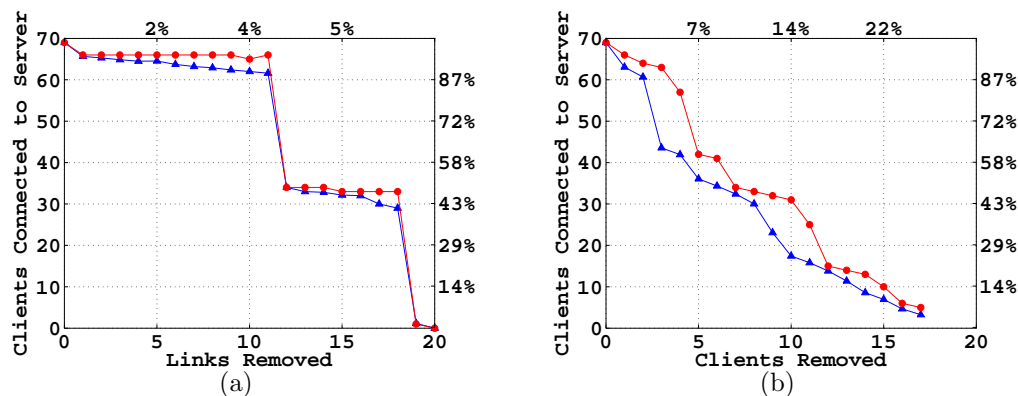 2% 4% 5%
70
60
50
40
30
20
10
0
87%
72%
58%
43%
29%
14%
Clients Connected to Server
0 5 10 15 20
Links Removed
(a)
7% 14% 22%
70
60
50
40
30
20
10
0
87%
72%
58%
43%
29%
14%
Clients Connected to Server
0 5 10 15 20
Clients Removed
(b)